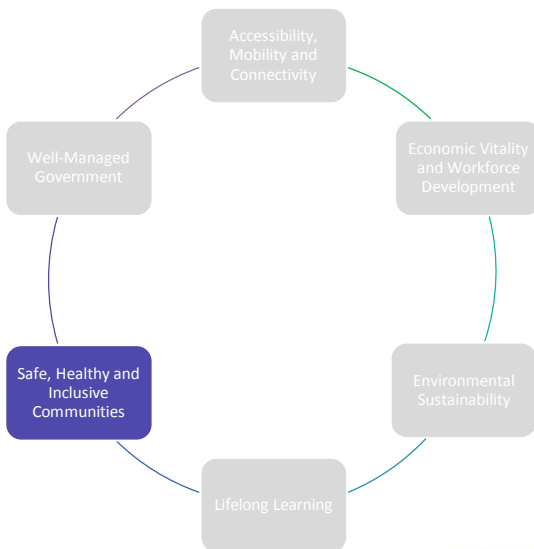 Accessibility,
Mobility and
Connectivity
Economic Vitality
and Workforce
Development
Environmental
Sustainability
Lifelong Learning
Safe, Healthy and
Inclusive
Communities
Well-Managed
Government